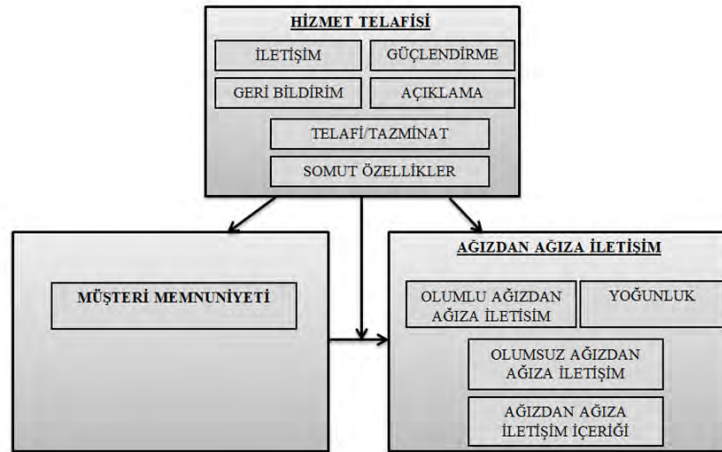 HİZMET TELAFİSİ
İLETİŞİM
GÜÇLENDİRME
GERİ BİLDİRİM
AÇIKLAMA
TELAFİ/TAZMİNAT
SOMUT ÖZELLİKLER
MÜŞTERİ MEMNUNİYETİ
AĞIZDAN AĞIZA İLETİŞİM
OLUMLU AĞIZDAN
AĞIZA İLETİSİM
YOĞUNLUK
OLUMSUZ AĞIZDAN
AĞIZA İLETİŞİM
AĞIZDAN AĞIZA
İLETİŞİM İÇERİĞİ